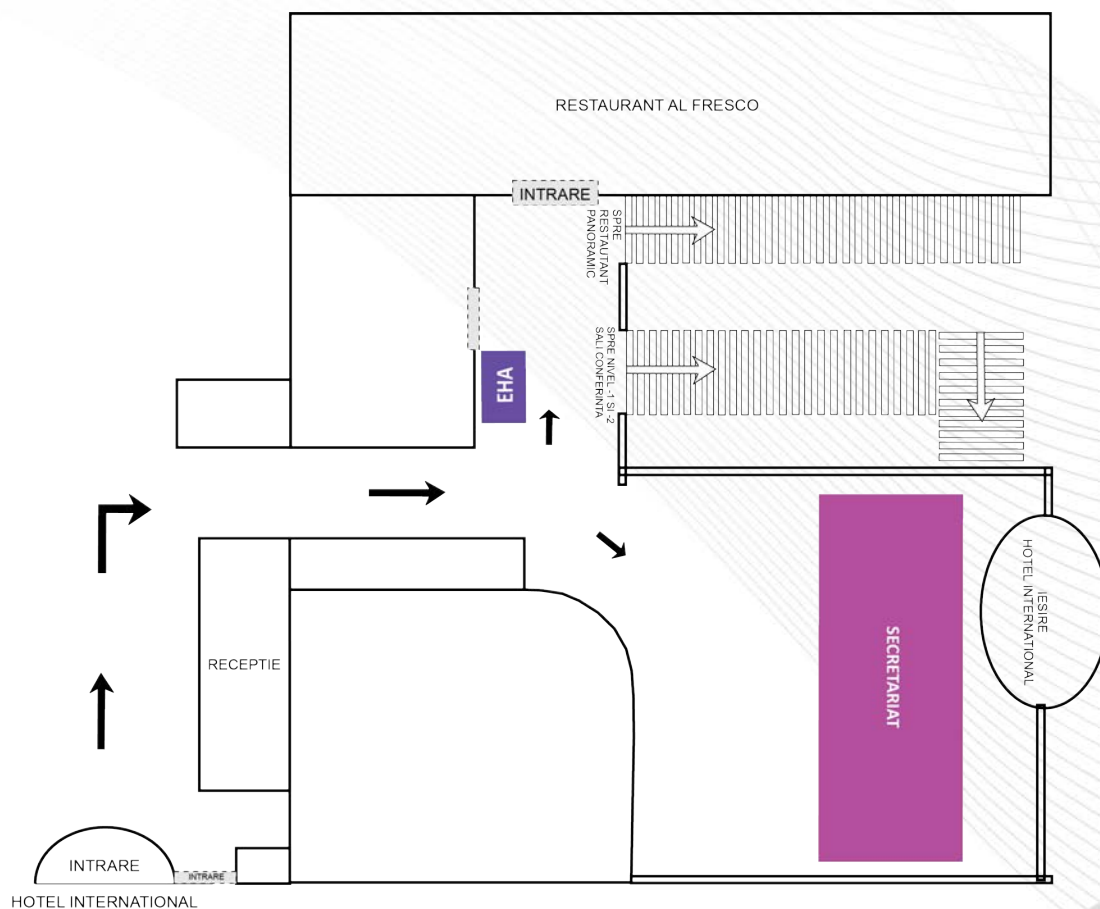 RESTAURANT AL FRESCO
INTRARE
SPRE
RESTAUTANT
PANORAMIC
SPRE NIVEL -1 SI -2
SALI CONFERINTA
EHA
IESIRE
HOTEL INTERNATIONAL
SECRETARIAT
RECEPTIE
INTRARE
INTRARE
HOTEL INTERNATIONAL